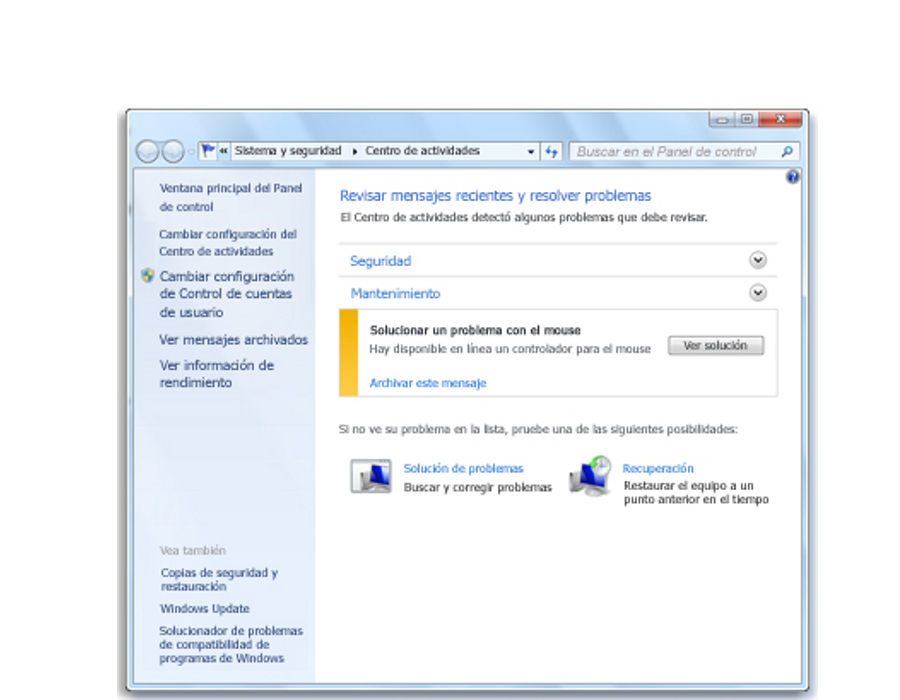 « Sistema y seguridad ▸ Centro de actividades
Buscar en el Panel de control
Ventana principal del Panel
de control
Cambiar configuración del
Centro de actividades
Cambiar configuración
de Control de cuentas
de usuario
Ver mensajes archivados
Ver información de
rendimiento
Vea también
Copias de seguridad y
restauración
Windows Update
Solucionador de problemas
de compatibilidad de
programas de Windows
Revisar mensajes recientes y resolver problemas
El Centro de actividades detectó algunos problemas que debe revisar.
Seguridad
Mantenimiento
Solucionar un problema con el mouse
Hay disponible en línea un controlador para el mouse
Ver solución
Archivar este mensaje
Si no ve su problema en la lista, pruebe una de las siguientes posibilidades:
Solución de problemas
Buscar y corregir problemas
Recuperación
Restaurar el equipo a un
punto anterior en el tiempo